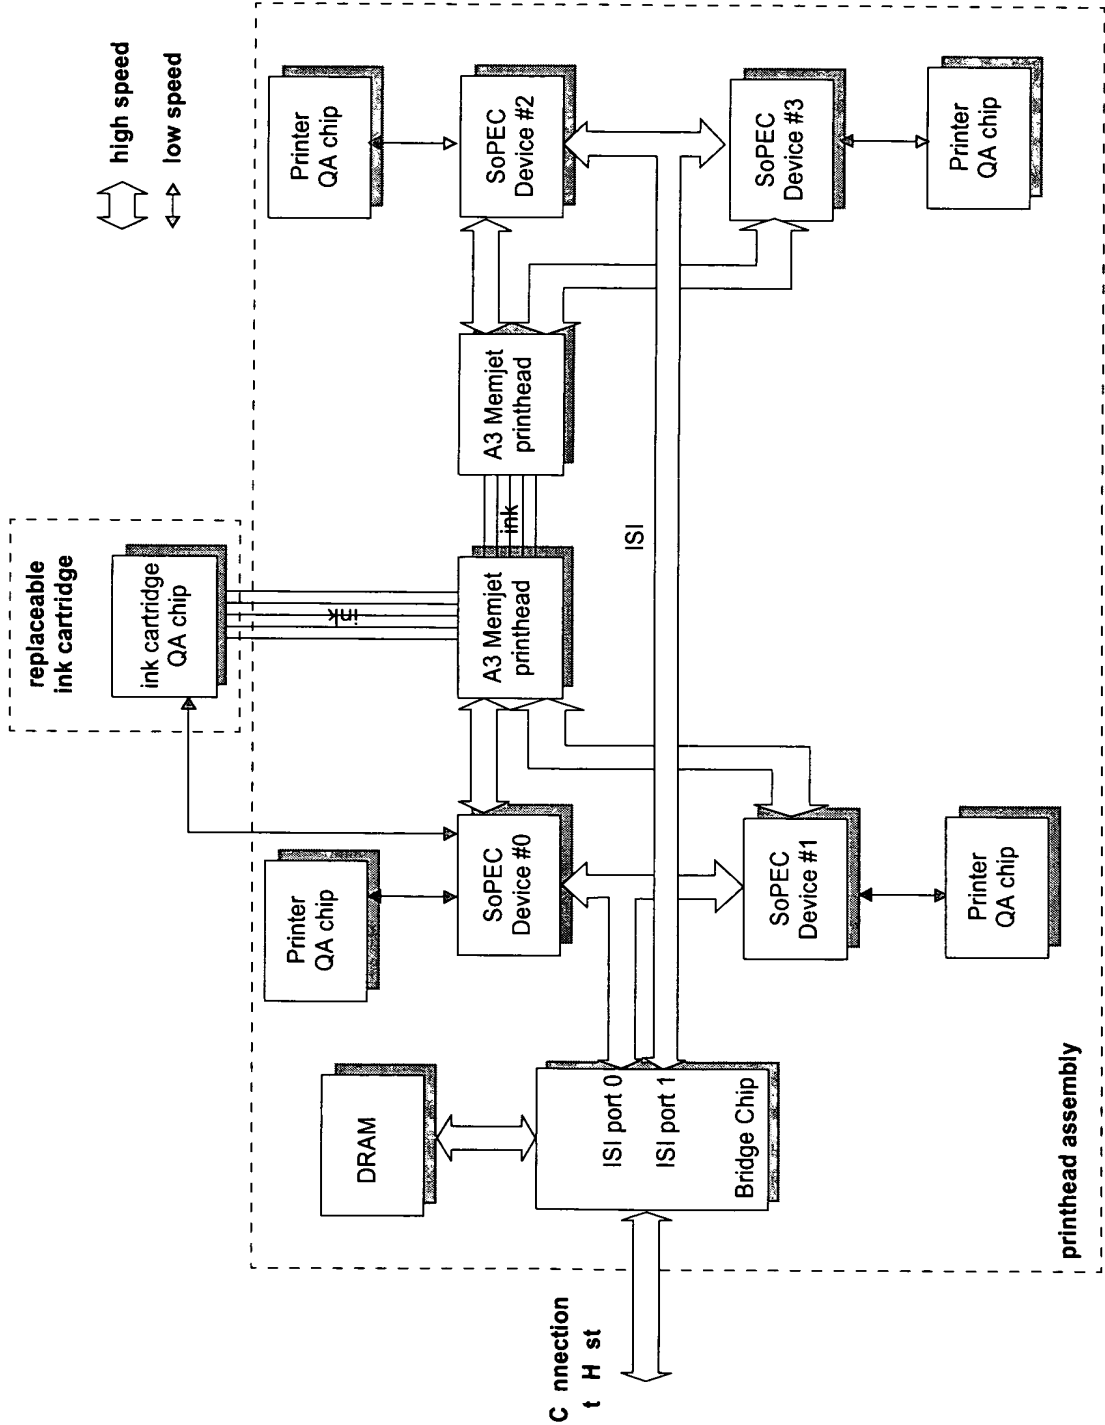 high speed
low speed
replaceable
ink cartridge
ink cartridge
QA chip
ink
Printer
QA chip
Printer
QA chip
DRAM
SoPEC
Device #0
A3 Memjet
printhead
ink
A3 Memjet
printhead
SoPEC
Device #2
ISI
C nnection
t H st
ISI port 0
ISI port 1
Bridge Chip
SoPEC
Device #1
SoPEC
Device #3
Printer
QA chip
Printer
QA chip
printhead assembly